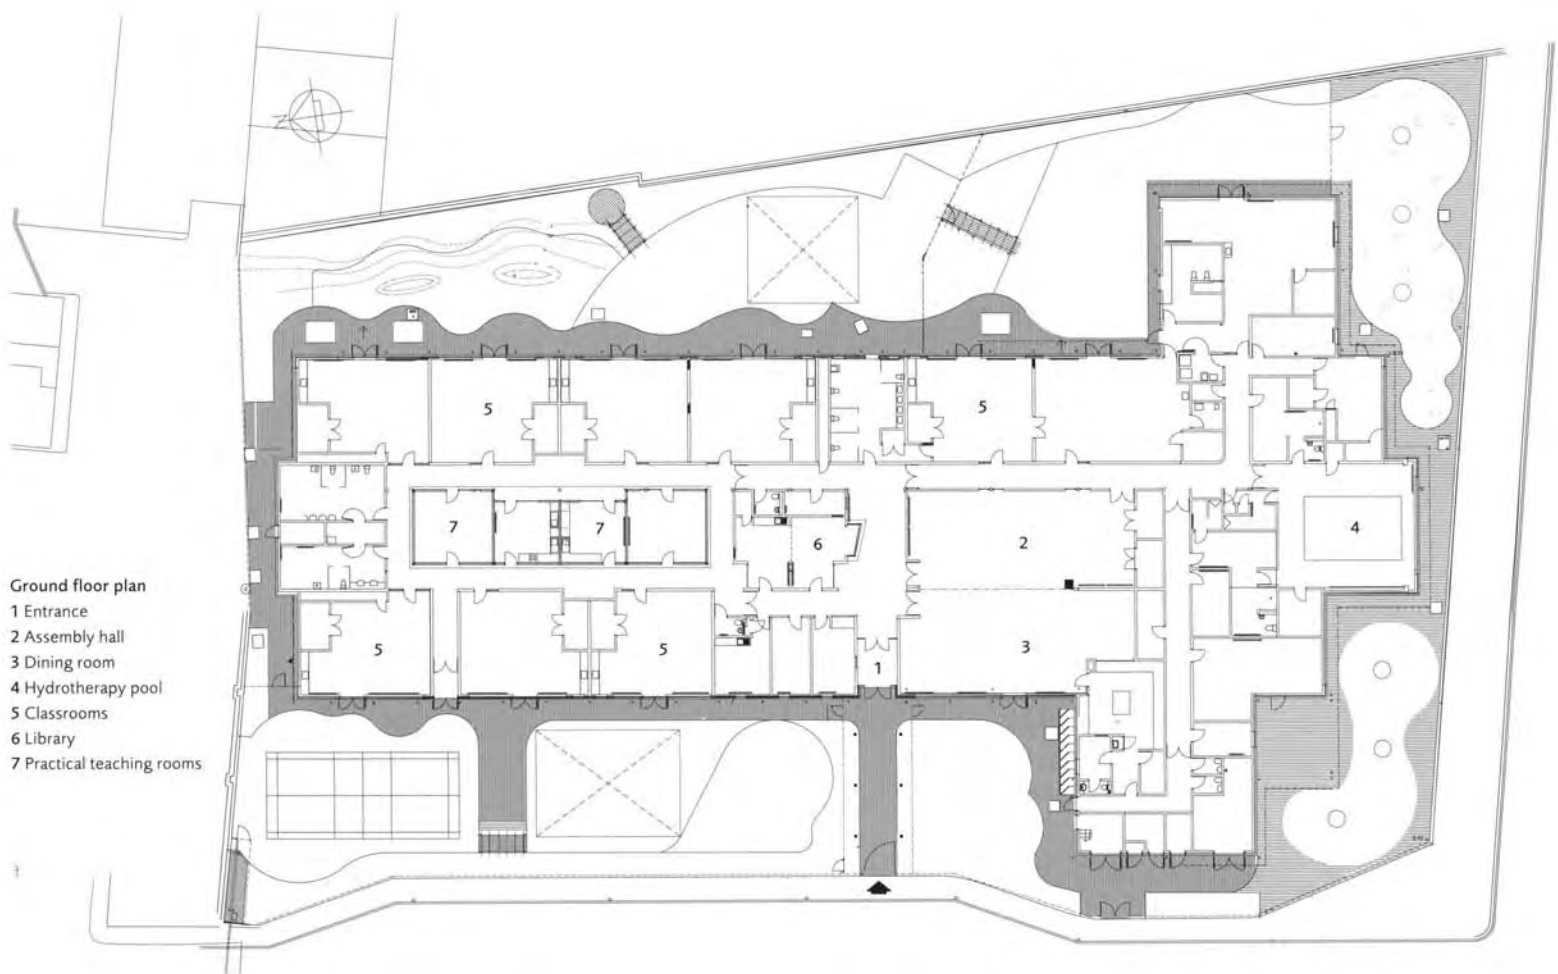 N
5
5
7
7
6
2
4
Ground floor plan
1 Entrance
2 Assembly hall
3 Dining room
4 Hydrotherapy pool
5 Classrooms
6 Library
7 Practical teaching rooms
5
5
1
3